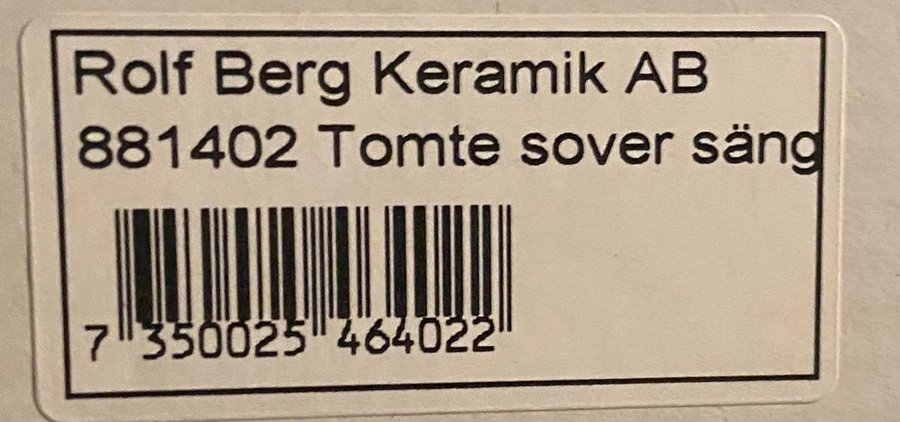 Rolf Berg Keramik AB
881402 Tomte sover säng
7 350025 464022